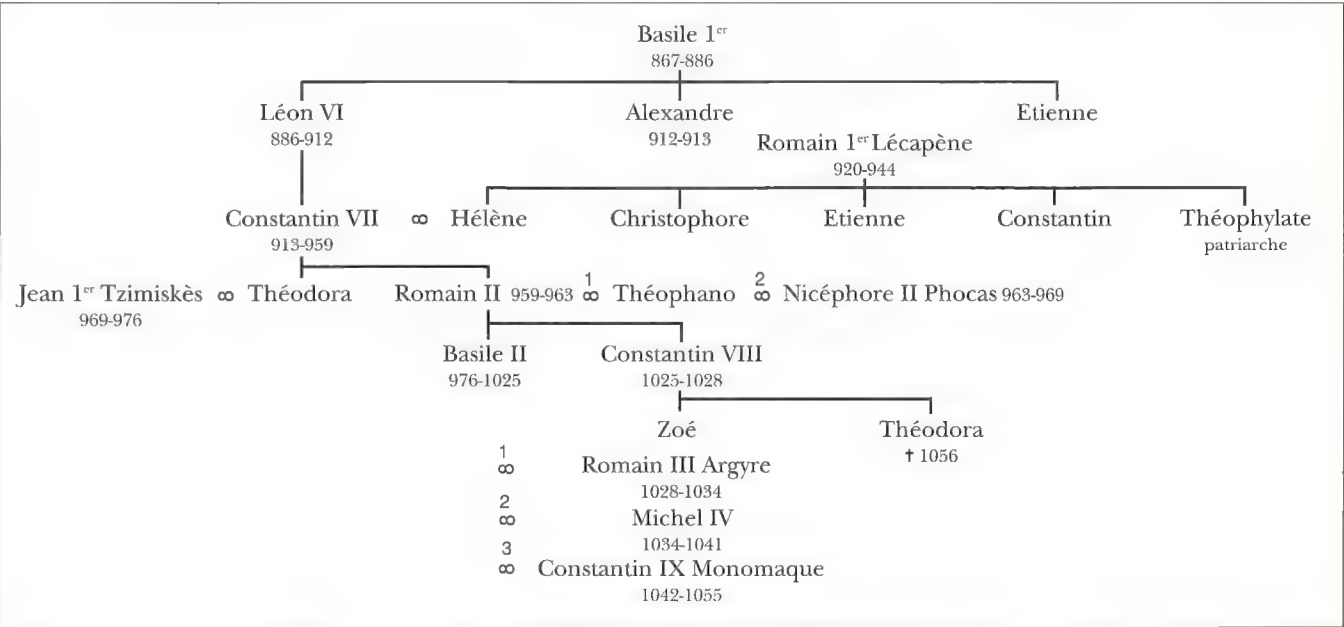 Basile 1er
867-886
Léon VI Alexandre Etienne
886-912 912-913
Romain 1er Lécapène
920-944
Constantin VII ∞ Hélène Christophore Etienne Constantin Théophylate
913-959 patriarche
1 2
Jean 1er Tzimiskès ∞ Théodora Romain II 959-963 ∞ Théophano ∞ Nicéphore II Phocas 963-969
969-976
Basile II Constantin VIII
976-1025 1025-1028
Zoé Théodora
† 1056
1
∞ Romain III Argyre
1028-1034
2
∞ Michel IV
1034-1041
3
∞ Constantin IX Monomaque
1042-1055